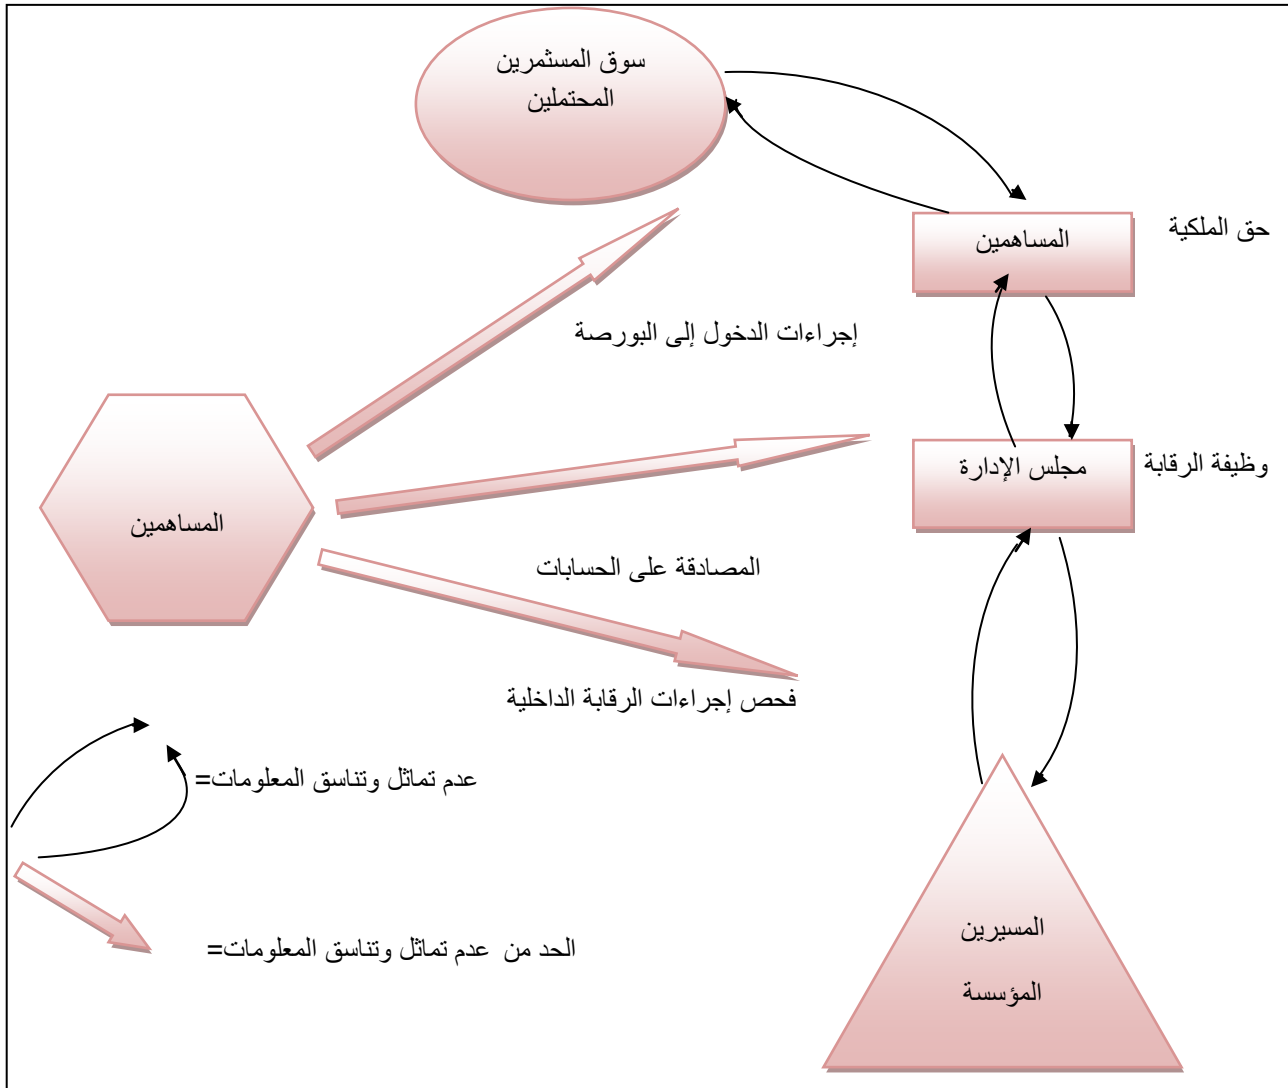 سوق المسثمرين
المحتملين
حق الملكية
المساهمين
إجراءات الدخول إلى البورصة
وظيفة الرقابة
مجلس الإدارة
المساهمين
المصادقة على الحسابات
فحص إجراءات الرقابة الداخلية
عدم تماثل وتناسق المعلومات=
المسيرين
الحد من عدم تماثل وتناسق المعلومات=
المؤسسة